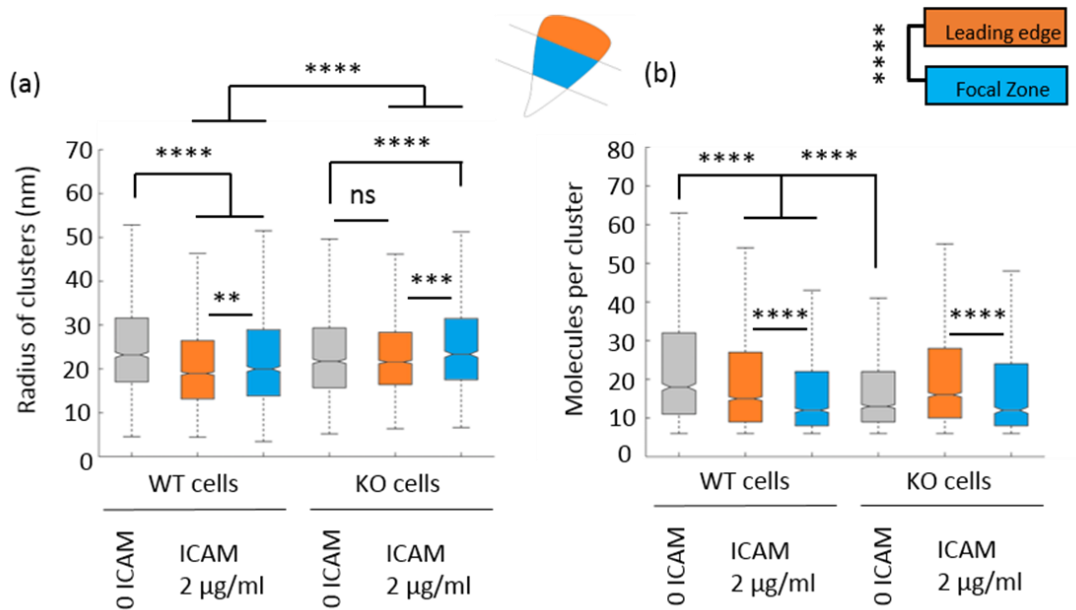 (a)
****
****
****
ns
**
***
Radius of clusters (nm)
70
60
50
40
30
20
10
0
WT cells
KO cells
0 ICAM
ICAM
2 µg/ml
0 ICAM
ICAM
2 µg/ml
(b)
****
Leading edge
Focal Zone
****
****
****
****
Molecules per cluster
80
70
60
50
40
30
20
10
0
WT cells
KO cells
0 ICAM
ICAM
2 µg/ml
0 ICAM
ICAM
2 µg/ml